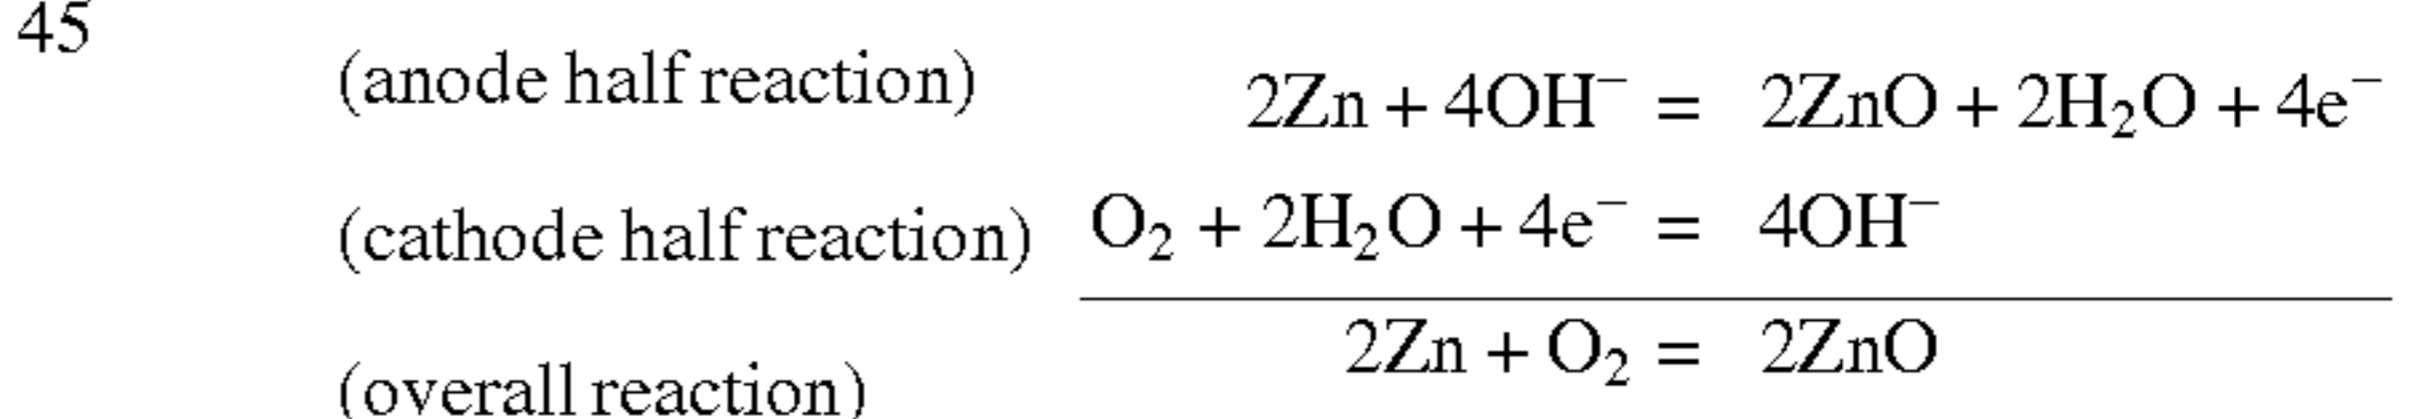 45
(anode half reaction) 2Zn + 4OH⁻ = 2ZnO + 2H₂O + 4e⁻
(cathode half reaction) O₂ + 2H₂O + 4e⁻ = 4OH⁻
(overall reaction) 2Zn + O₂ = 2ZnO